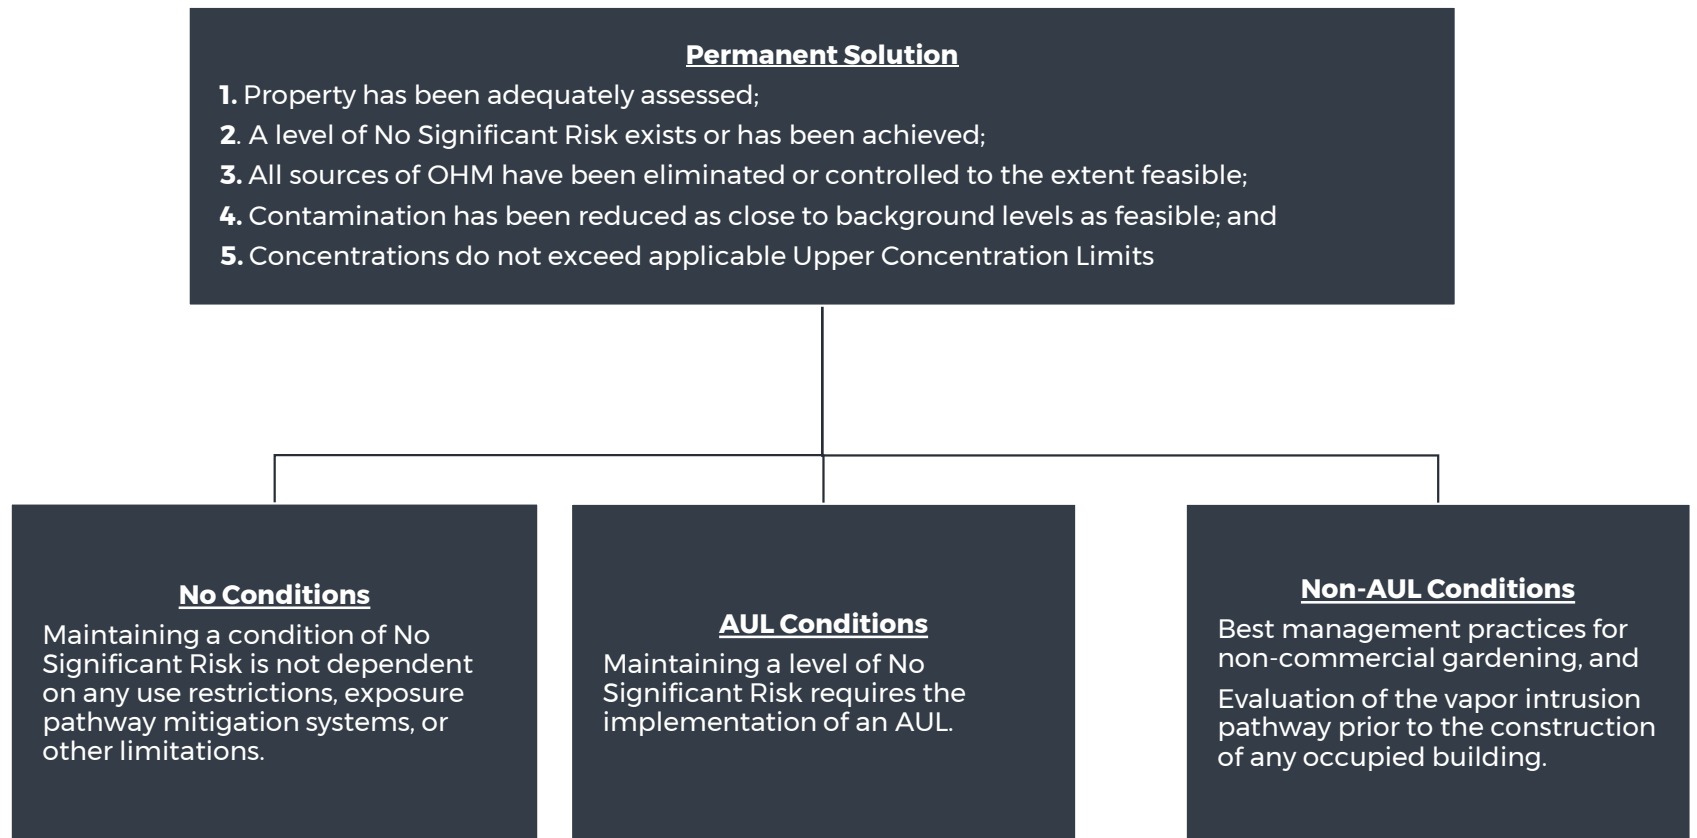 Permanent Solution
1. Property has been adequately assessed;
2. A level of No Significant Risk exists or has been achieved;
3. All sources of OHM have been eliminated or controlled to the extent feasible;
4. Contamination has been reduced as close to background levels as feasible; and
5. Concentrations do not exceed applicable Upper Concentration Limits
No Conditions
Maintaining a condition of No
Significant Risk is not dependent
on any use restrictions, exposure
pathway mitigation systems, or
other limitations.
AUL Conditions
Maintaining a level of No
Significant Risk requires the
implementation of an AUL.
Non-AUL Conditions
Best management practices for
non-commercial gardening, and
Evaluation of the vapor intrusion
pathway prior to the construction
of any occupied building.